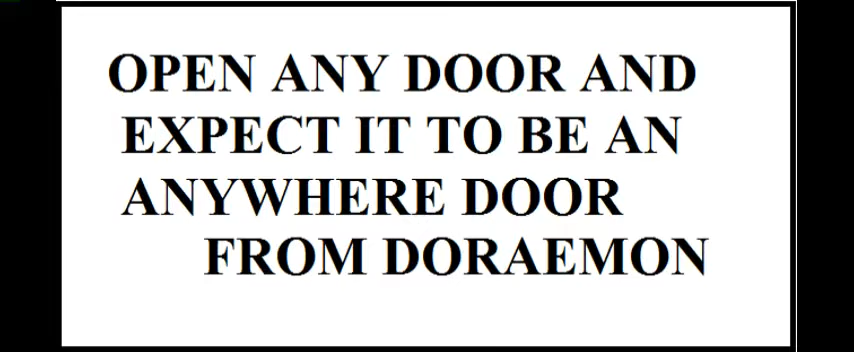 OPEN ANY DOOR AND
EXPECT IT TO BE AN
ANYWHERE DOOR
FROM DORAEMON